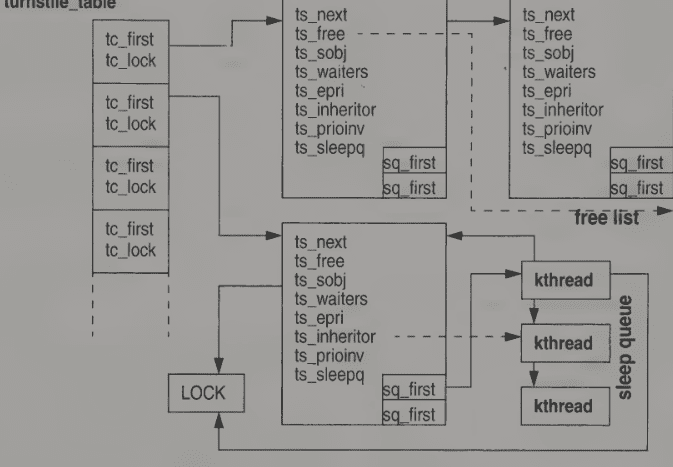 turnstile_table
tc_first
tc_lock
tc_first
tc_lock
tc_first
tc_lock
tc_first
tc_lock
ts_next
ts_free
ts_sobj
ts_waiters
ts_epri
ts_inheritor
ts_prioinv
ts_sleepq
sq_first
sq_first
ts_next
ts_free
ts_sobj
ts_waiters
ts_epri
ts_inheritor
ts_prioinv
ts_sleepq
sq_first
sq_first
free list
ts_next
ts_free
ts_sobj
ts_waiters
ts_epri
ts_inheritor
ts_prioinv
ts_sleepq
sq_first
sq_first
LOCK
kthread
kthread
kthread
sleep queue